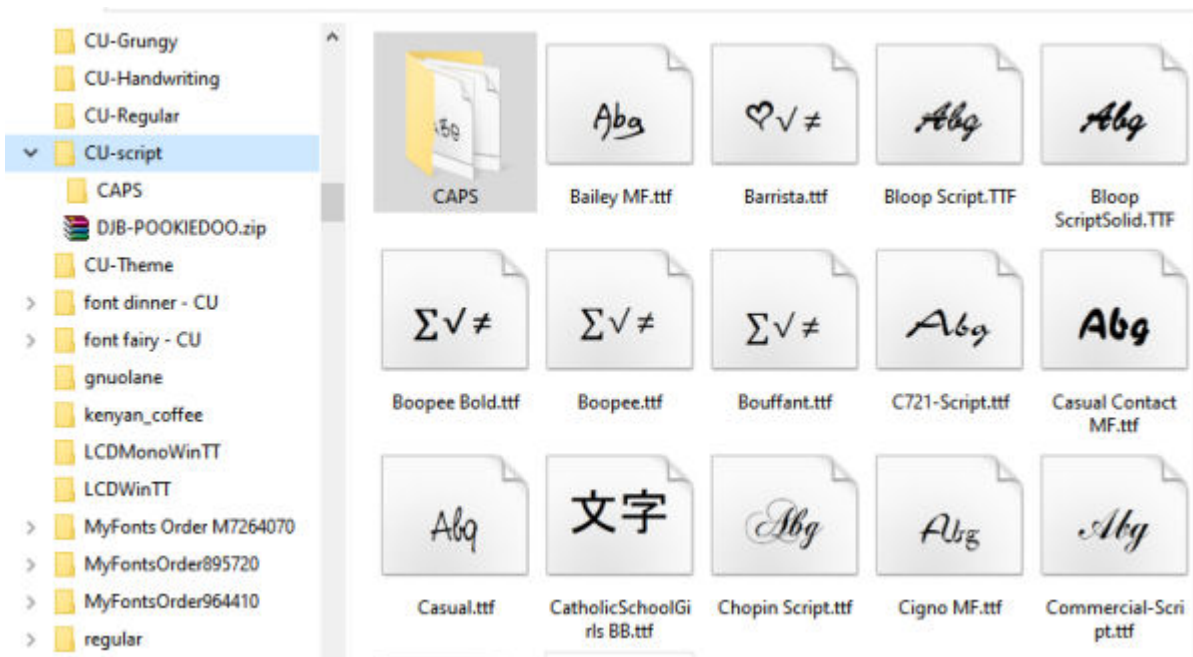 CU-Grungy
CU-Handwriting
CU-Regular
CU-script
CAPS
DJB-POOKIEDOO.zip
CU-Theme
font dinner - CU
font fairy - CU
gnuolane
kenyan_coffee
LCDMonoWinTT
LCDWinTT
MyFonts Order M7264070
MyFontsOrder895720
MyFontsOrder964410
regular
ABg
Abg
♡√≠
Abg
Abg
CAPS
Bailey MF.ttf
Barrista.ttf
Bloop Script.TTF
Bloop
ScriptSolid.TTF
∑√≠
∑√≠
∑√≠
Abg
Abg
Boopee Bold.ttf
Boopee.ttf
Bouffant.ttf
C721-Script.ttf
Casual Contact
MF.ttf
Abg
文字
Abg
Abg
Abg
Casual.ttf
CatholicSchoolGi
rls BB.ttf
Chopin Script.ttf
Cigno MF.ttf
Commercial-Scri
pt.ttf